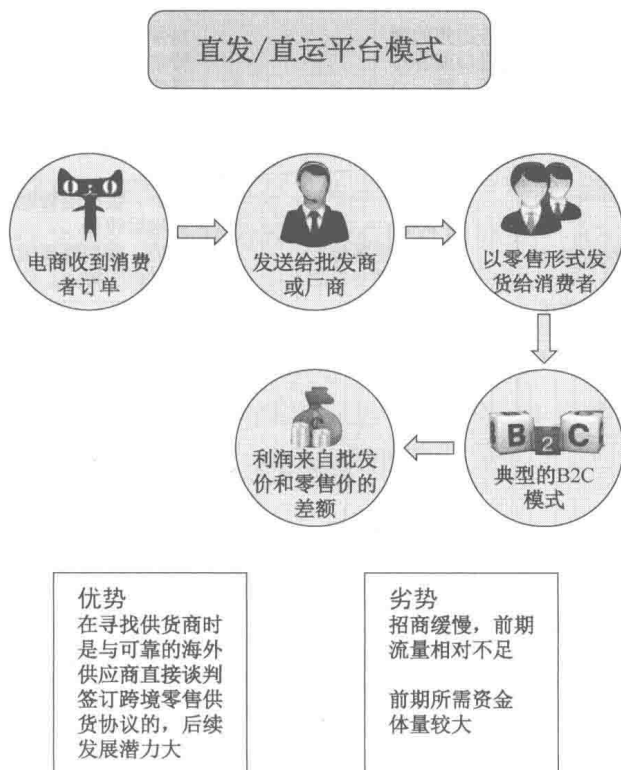 直发/直运平台模式
电商收到消费
者订单
发送给批发商
或厂商
以零售形式发
货给消费者
B2C
典型的B2C
模式
利润来自批发
价和零售价的
差额
优势
在寻找供货商时
是与可靠的海外
供应商直接谈判
签订跨境零售供
货协议的，后续
发展潜力大
劣势
招商缓慢，前期
流量相对不足
前期所需资金
体量较大